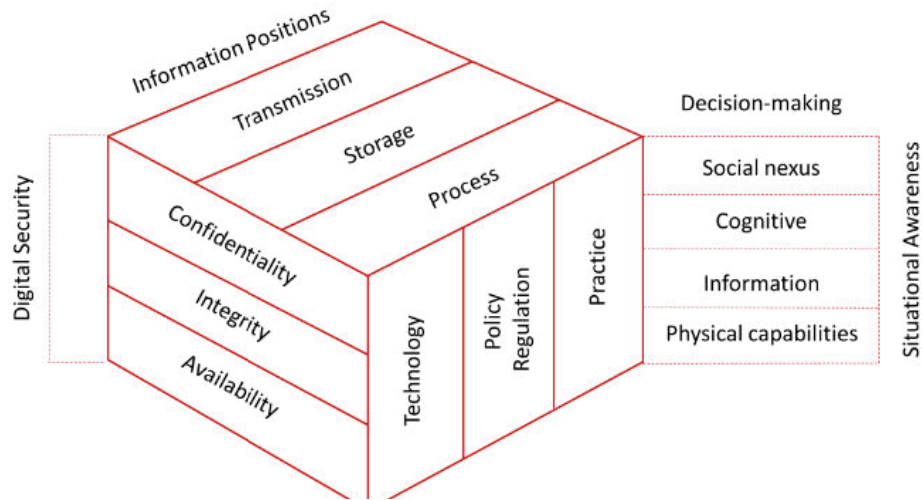 Information Positions
Transmission
Storage
Process
Digital Security
Confidentiality
Integrity
Availability
Technology
Policy
Regulation
Practice
Decision-making
Social nexus
Cognitive
Information
Physical capabilities
Situational Awareness